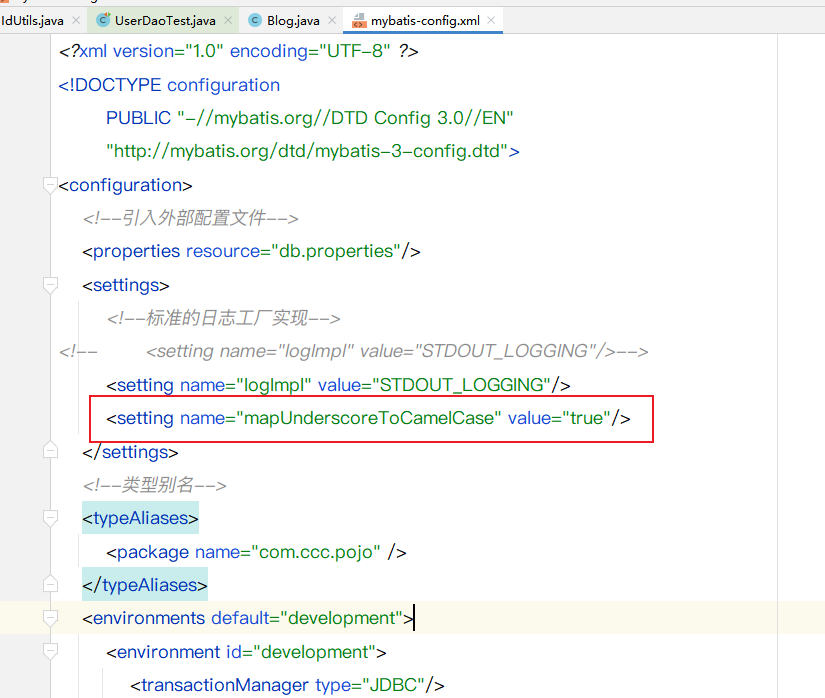 IdUtils.java UserDaoTest.java Blog.java mybatis-config.xml
<?xml version="1.0" encoding="UTF-8" ?>
<!DOCTYPE configuration
PUBLIC "-//mybatis.org//DTD Config 3.0//EN"
"http://mybatis.org/dtd/mybatis-3-config.dtd">
<configuration>
<!--引入外部配置文件-->
<properties resource="db.properties"/>
<settings>
<!--标准的日志工厂实现-->
<!-- <setting name="logImpl" value="STDOUT_LOGGING"/>-->
<setting name="logImpl" value="STDOUT_LOGGING"/>
<setting name="mapUnderscoreToCamelCase" value="true"/>
</settings>
<!--类型别名-->
<typeAliases>
<package name="com.ccc.pojo" />
</typeAliases>
<environments default="development">
<environment id="development">
<transactionManager type="JDBC"/>